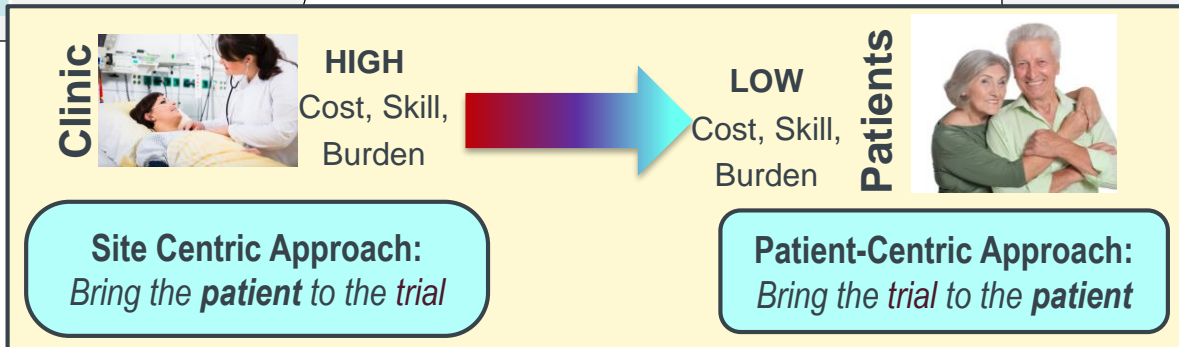 Clinic
HIGH
Cost, Skill,
Burden
LOW
Cost, Skill,
Burden
Patients
Site Centric Approach:
Bring the patient to the trial
Patient-Centric Approach:
Bring the trial to the patient